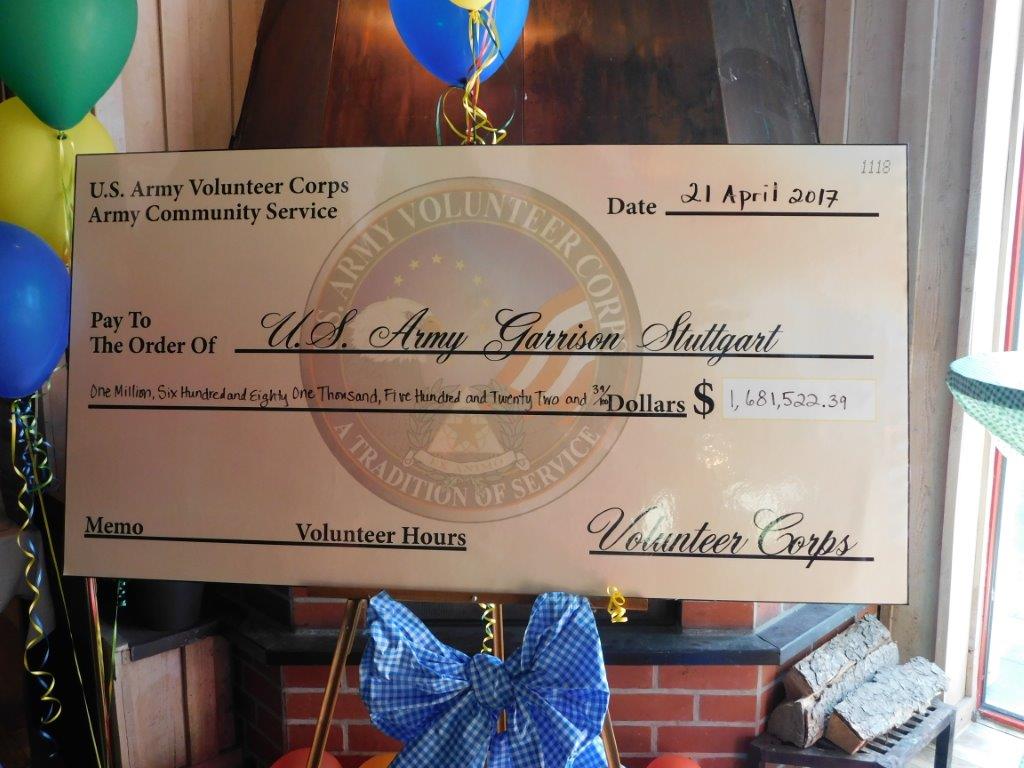 1118
U.S. Army Volunteer Corps
Army Community Service
Date 21 April 2017
U.S. ARMY VOLUNTEER CORPS
Pay To
The Order Of U.S. Army Garrison Stuttgart
One Million, Six Hundred and Eighty One Thousand, Five Hundred and Twenty Two and 39/100 Dollars $ 1,681,522.39
EX ANIMO
A TRADITION OF SERVICE
Memo Volunteer Hours Volunteer Corps